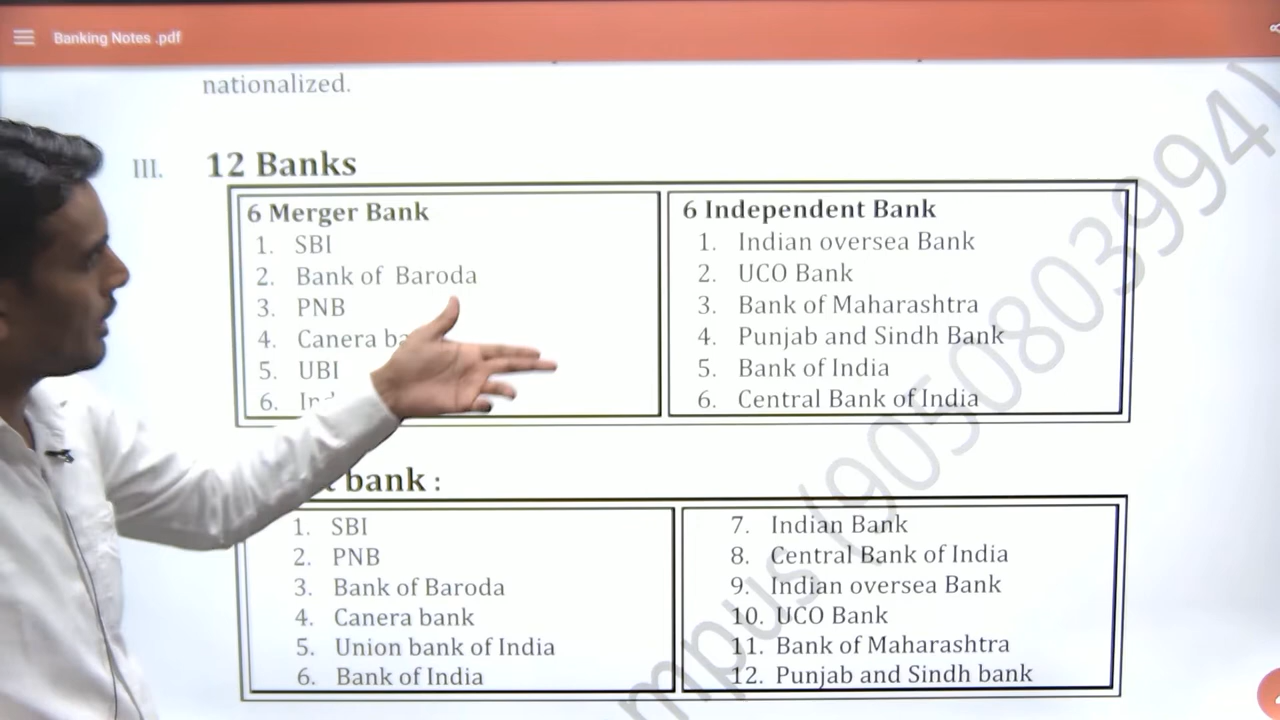 Banking Notes .pdf
nationalized.
III. 12 Banks
6 Merger Bank
1. SBI
2. Bank of Baroda
3. PNB
4. Canera
5. UBI
6.
6 Independent Bank
1. Indian oversea Bank
2. UCO Bank
3. Bank of Maharashtra
4. Punjab and Sindh Bank
5. Bank of India
6. Central Bank of India
bank :
1. SBI
2. PNB
3. Bank of Baroda
4. Canera bank
5. Union bank of India
6. Bank of India
7. Indian Bank
8. Central Bank of India
9. Indian oversea Bank
10. UCO Bank
11. Bank of Maharashtra
12. Punjab and Sindh bank
(9050803994)